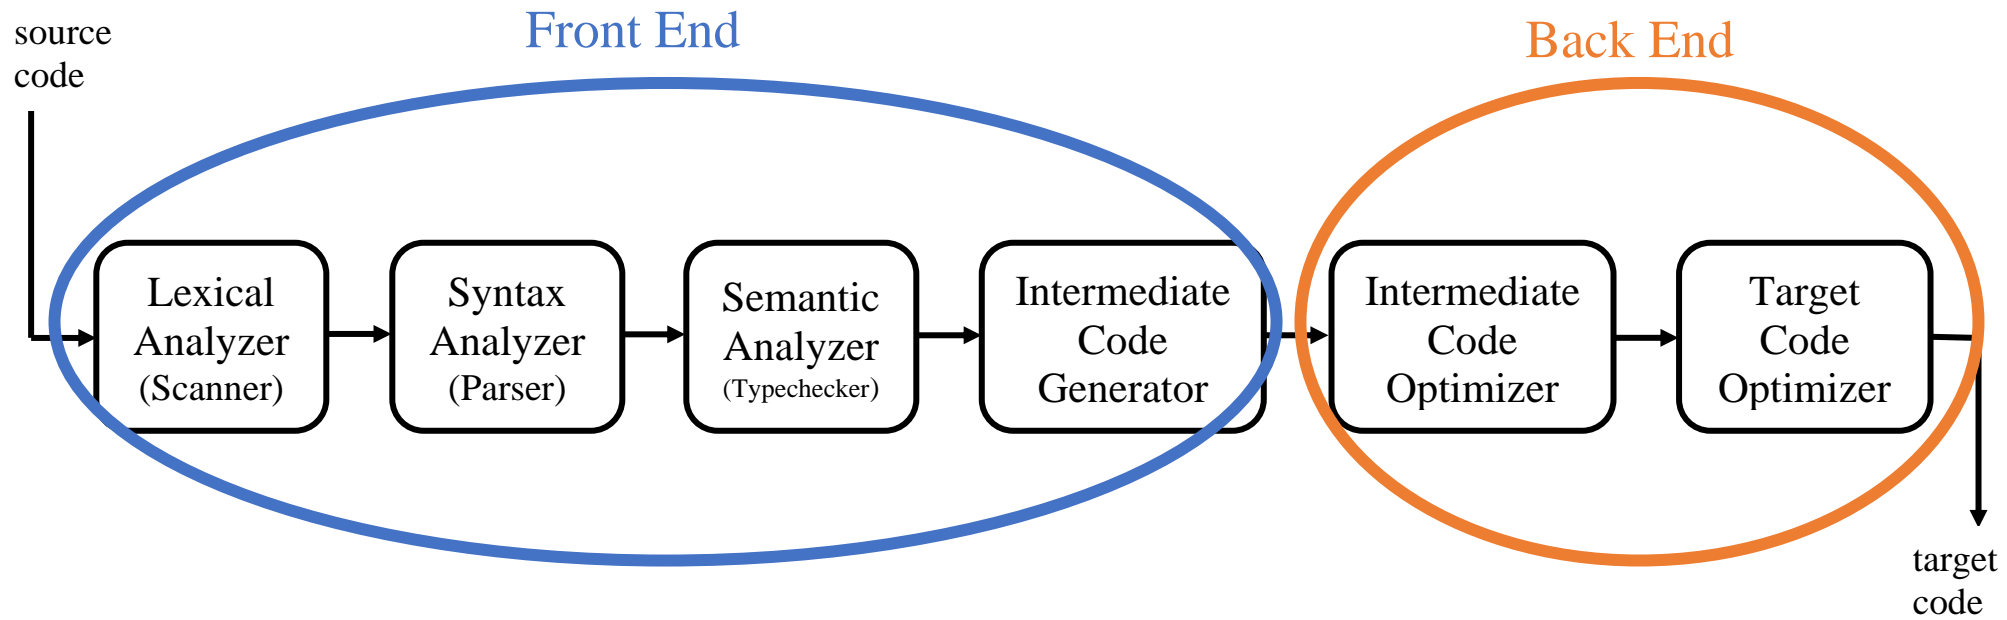 source
code
Front End
Back End
Lexical
Analyzer
(Scanner)
Syntax
Analyzer
(Parser)
Semantic
Analyzer
(Typechecker)
Intermediate
Code
Generator
Intermediate
Code
Optimizer
Target
Code
Optimizer
target
code